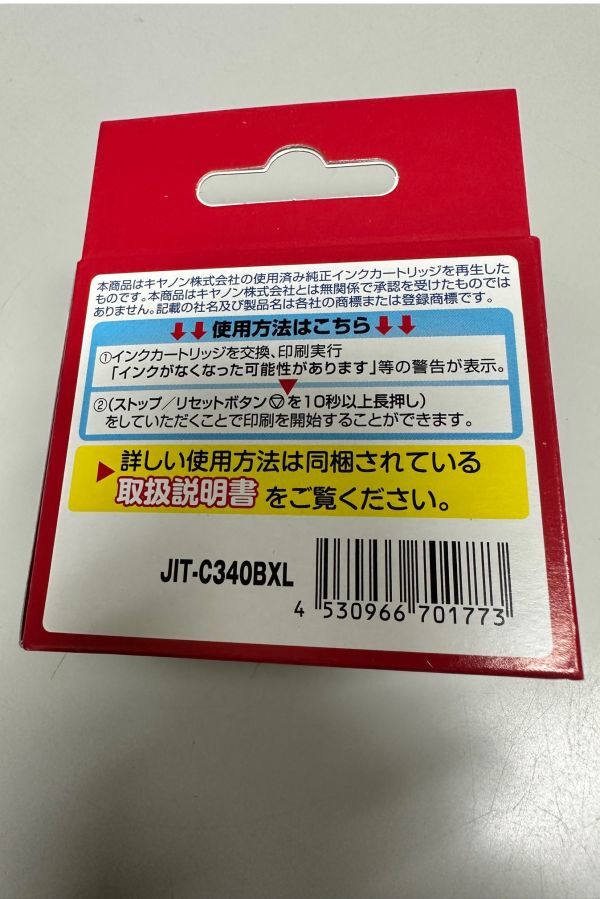 本商品はキヤノン株式会社の使用済み純正インクカートリッジを再生した
ものです。本商品はキヤノン株式会社とは無関係で承認を受けたものでは
ありません。記載の社名及び製品名は各社の商標または登録商標です。
使用方法はこちら
①インクカートリッジを交換、印刷実行
「インクがなくなった可能性があります」等の警告が表示。
②(ストップ/リセットボタンを10秒以上長押し)
をしていただくことで印刷を開始することができます。
詳しい使用方法は同梱されている
取扱説明書をご覧ください。
JIT-C340BXL
4 530966 701773